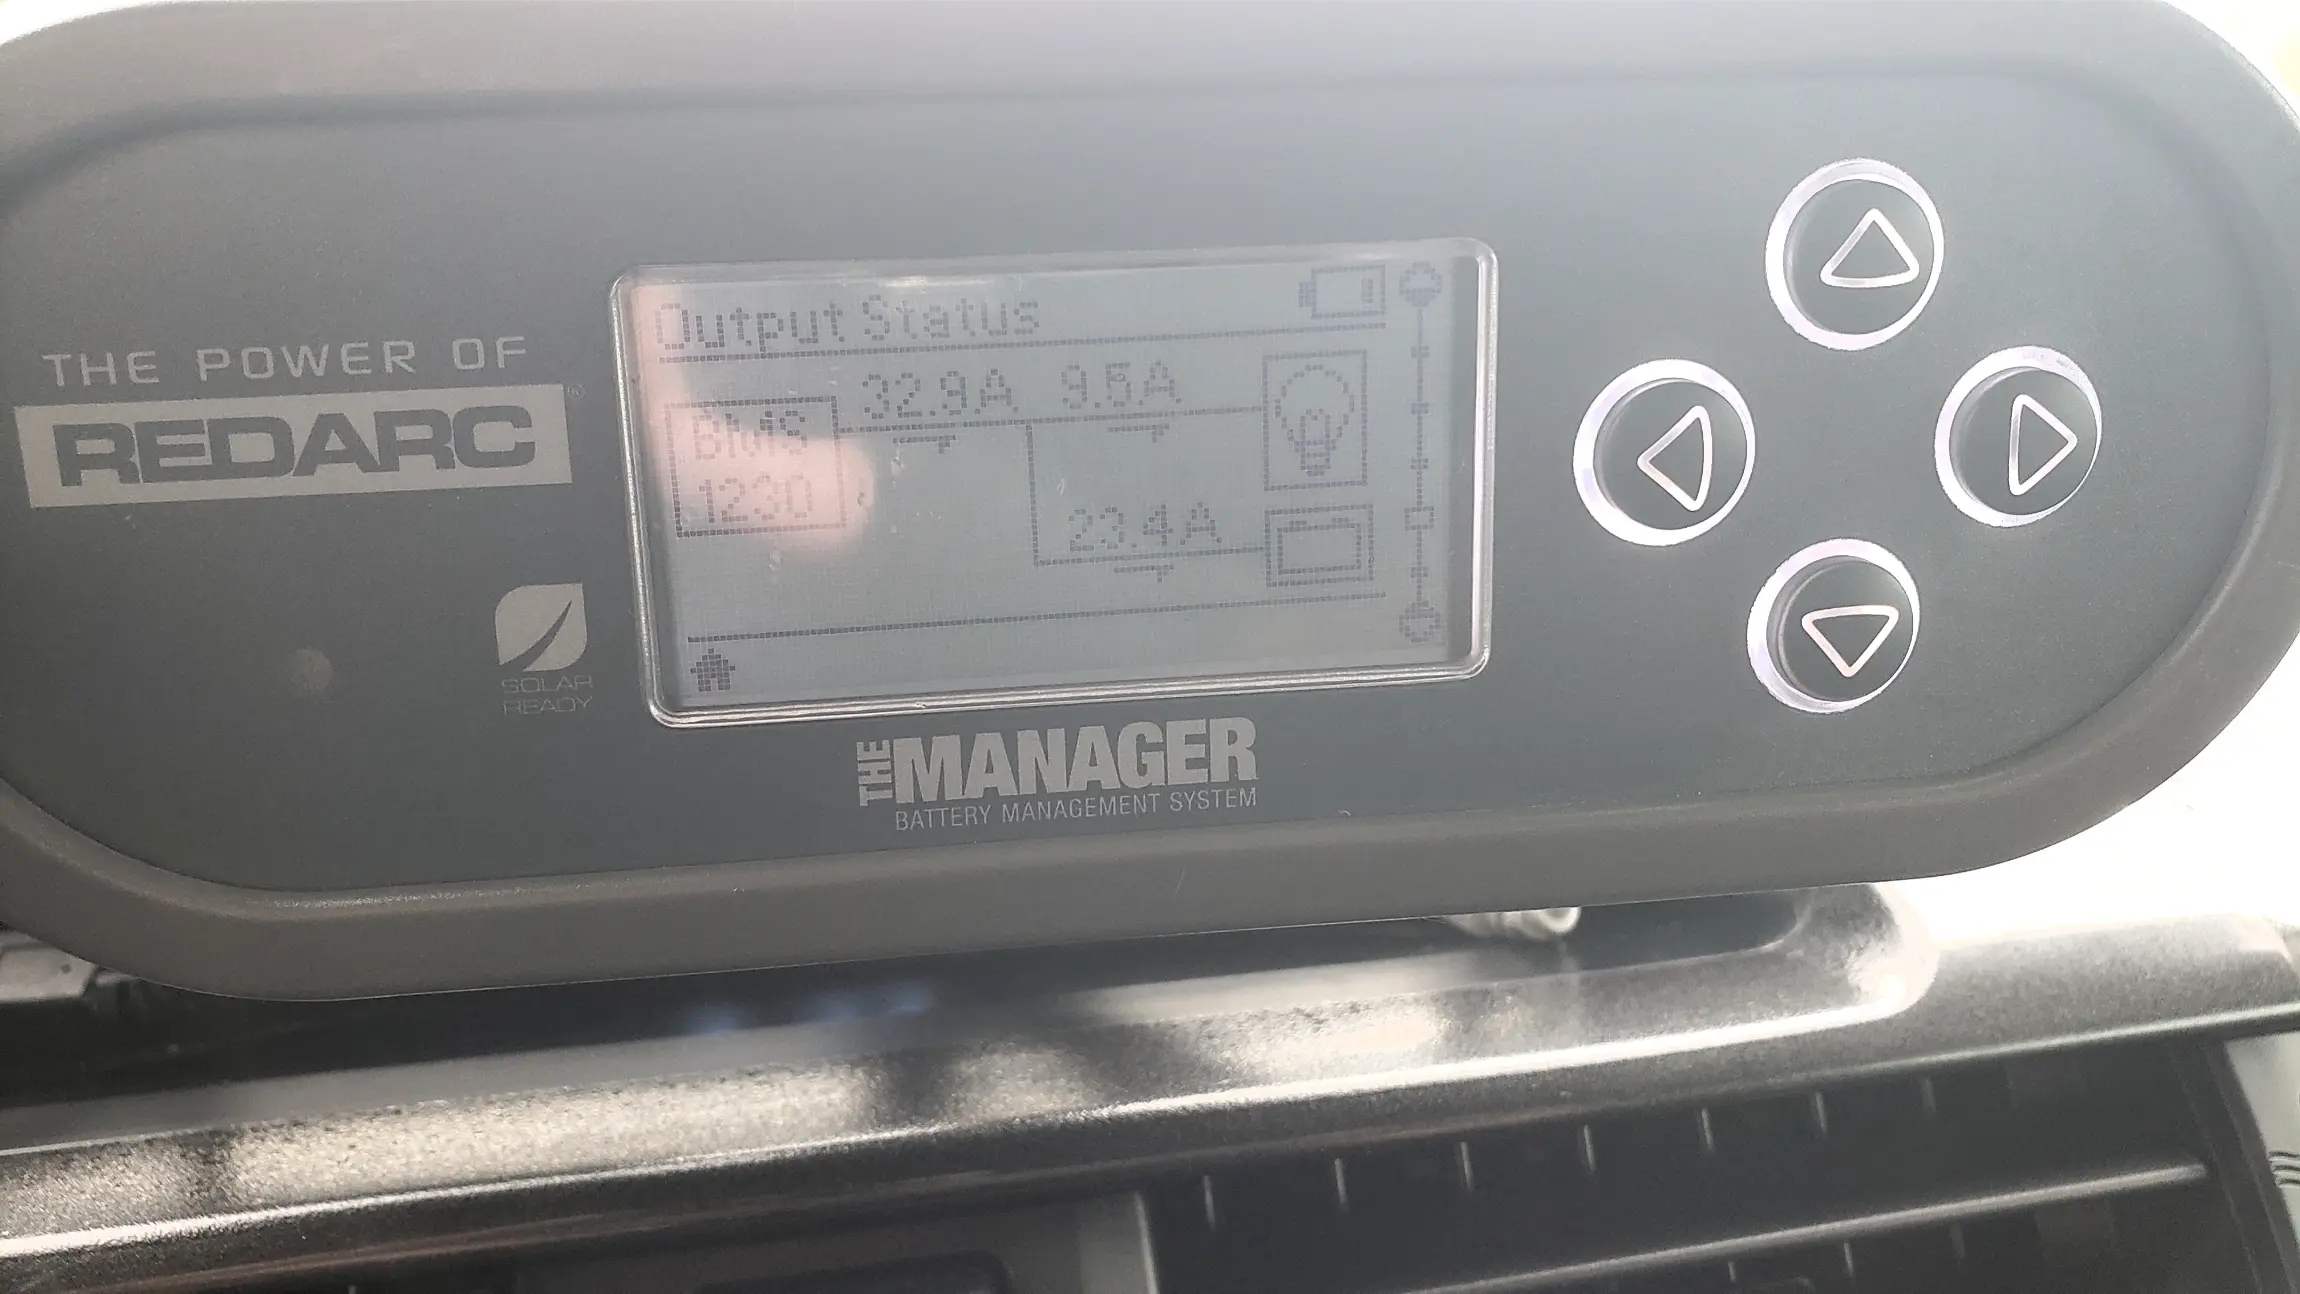 THE POWER OF
REDARC®
SOLAR
READY
Output Status
32.9A 9.5A
BMS
1230
23.4A
THE MANAGER
BATTERY MANAGEMENT SYSTEM